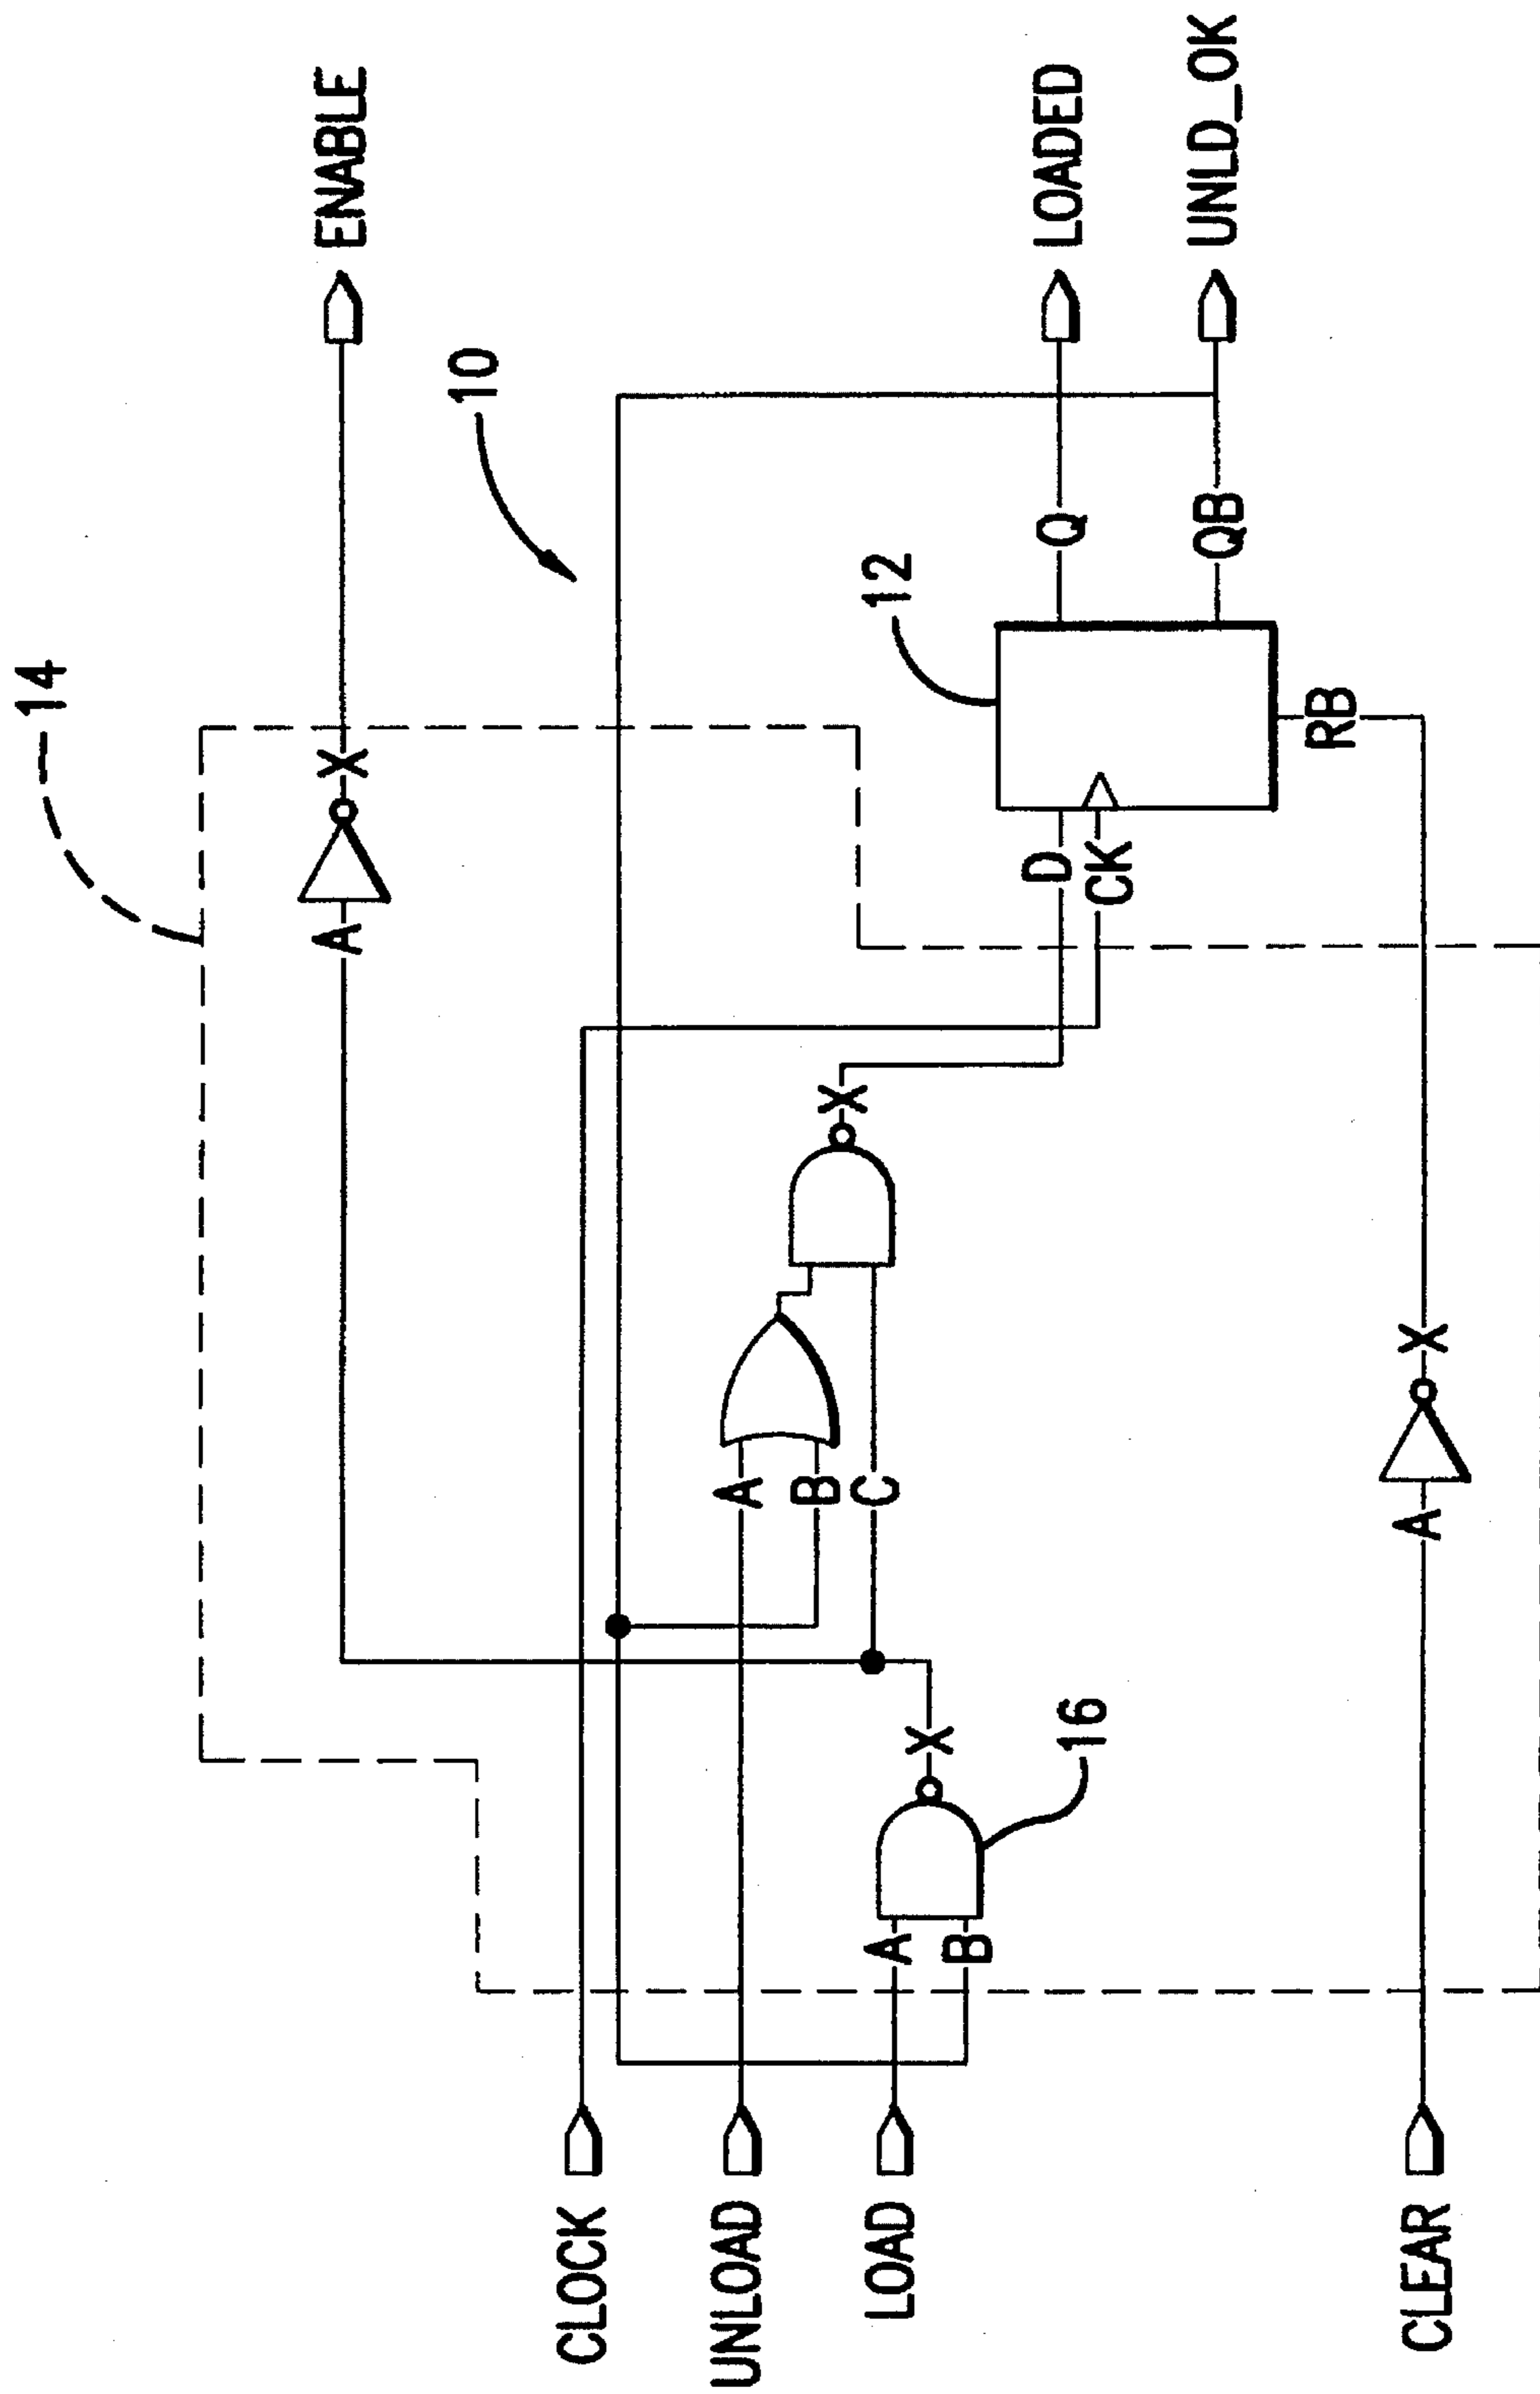 14
ENABLE
X
A
10
CLOCK
UNLOAD
LOAD
CLEAR
A
B
16
X
A
B
C
X
D
CK
12
Q
QB
RB
LOADED
UNLD_OK
A
X